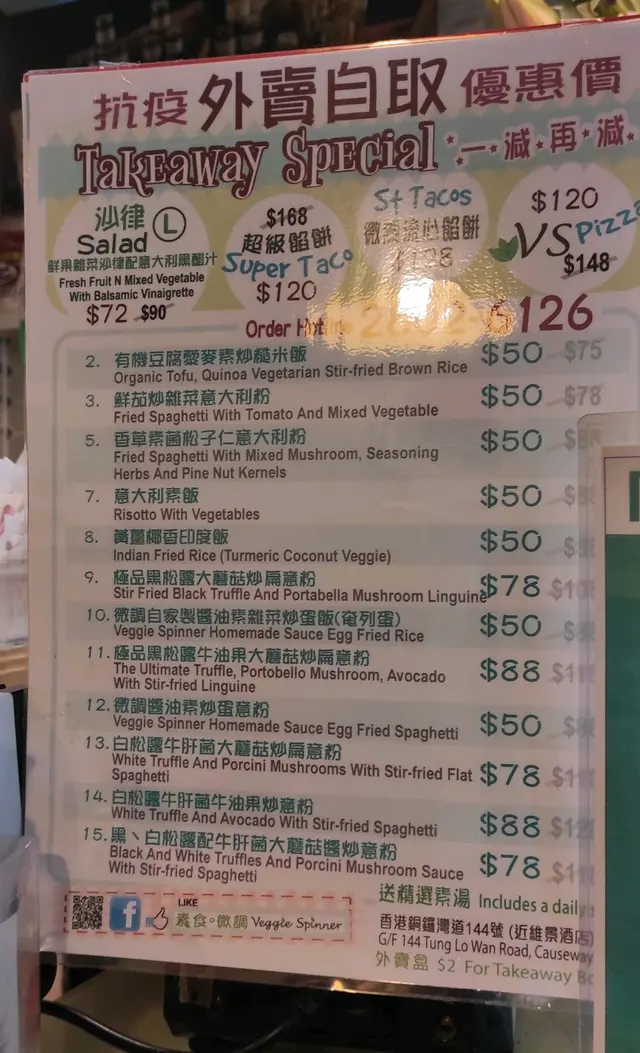 抗疫 外賣自取 優惠價
Takeaway Special 一減再減
沙律 Ⓛ
Salad
鮮果雜菜沙律配意大利黑醋汁
Fresh Fruit N Mixed Vegetable
With Balsamic Vinaigrette
$72 $90
$168
超級餡餅
Super Taco
$120
St Tacos
心餡餅
$120
VS Pizza
$148
Order 126
2. 有機豆腐藜麥素炒糙米飯 $50 $75
Organic Tofu, Quinoa Vegetarian Stir-fried Brown Rice
3. 鮮茄炒雜菜意大利粉 $50 $78
Fried Spaghetti With Tomato And Mixed Vegetable
5. 香草素菌松子仁意大利粉 $50
Fried Spaghetti With Mixed Mushroom, Seasoning
Herbs And Pine Nut Kernels
7. 意大利素飯 $50
Risotto With Vegetables
8. 黃薑椰香印度飯 $50
Indian Fried Rice (Turmeric Coconut Veggie)
9. 極品黑松露大蘑菇炒扁意粉 $78
Stir Fried Black Truffle And Portabella Mushroom Linguine
10. 微調自家製醬油素雜菜炒蛋飯(奄列蛋) $50
Veggie Spinner Homemade Sauce Egg Fried Rice
11. 極品黑松露牛油果大蘑菇炒扁意粉 $88
The Ultimate Truffle, Portobello Mushroom, Avocado
With Stir-fried Linguine
12. 微調醬油素炒蛋意粉 $50
Veggie Spinner Homemade Sauce Egg Fried Spaghetti
13. 白松露牛肝菌大蘑菇炒扁意粉 $78
White Truffle And Porcini Mushrooms With Stir-fried Flat
Spaghetti
14. 白松露牛肝菌牛油果炒意粉 $88
White Truffle And Avocado With Stir-fried Spaghetti
15. 黑、白松露配牛肝菌大蘑菇醬炒意粉 $78
Black And White Truffles And Porcini Mushroom Sauce
With Stir-fried Spaghetti
LIKE
素食。微調 Veggie Spinner
送精選素湯 Includes a daily
香港銅鑼灣道144號 (近維景酒店)
G/F 144 Tung Lo Wan Road, Causeway
外賣盒 $2 For Takeaway